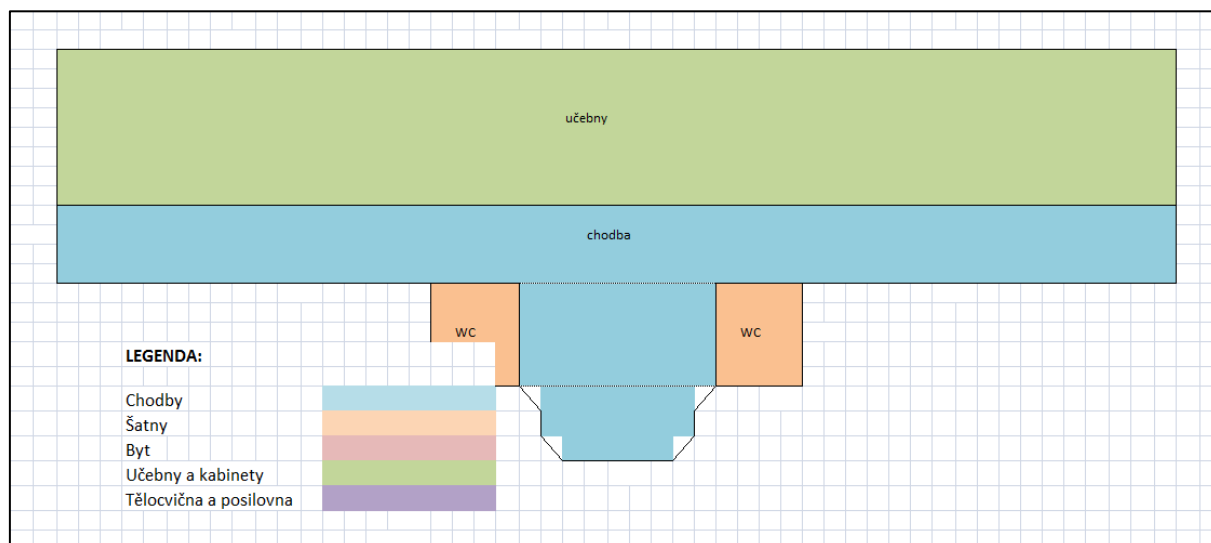 učebny
chodba
WC
WC
LEGENDA:
Chodby
Šatny
Byt
Učebny a kabinety
Tělocvična a posilovna